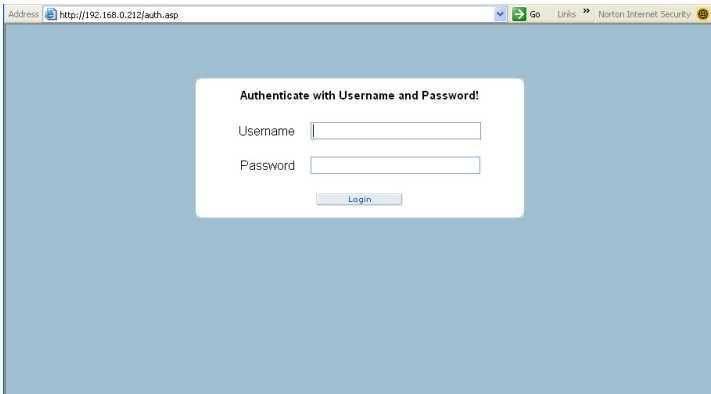 Address http://192.168.0.212/auth.asp Go Links » Norton Internet Security
Authenticate with Username and Password!
Username
Password
Login